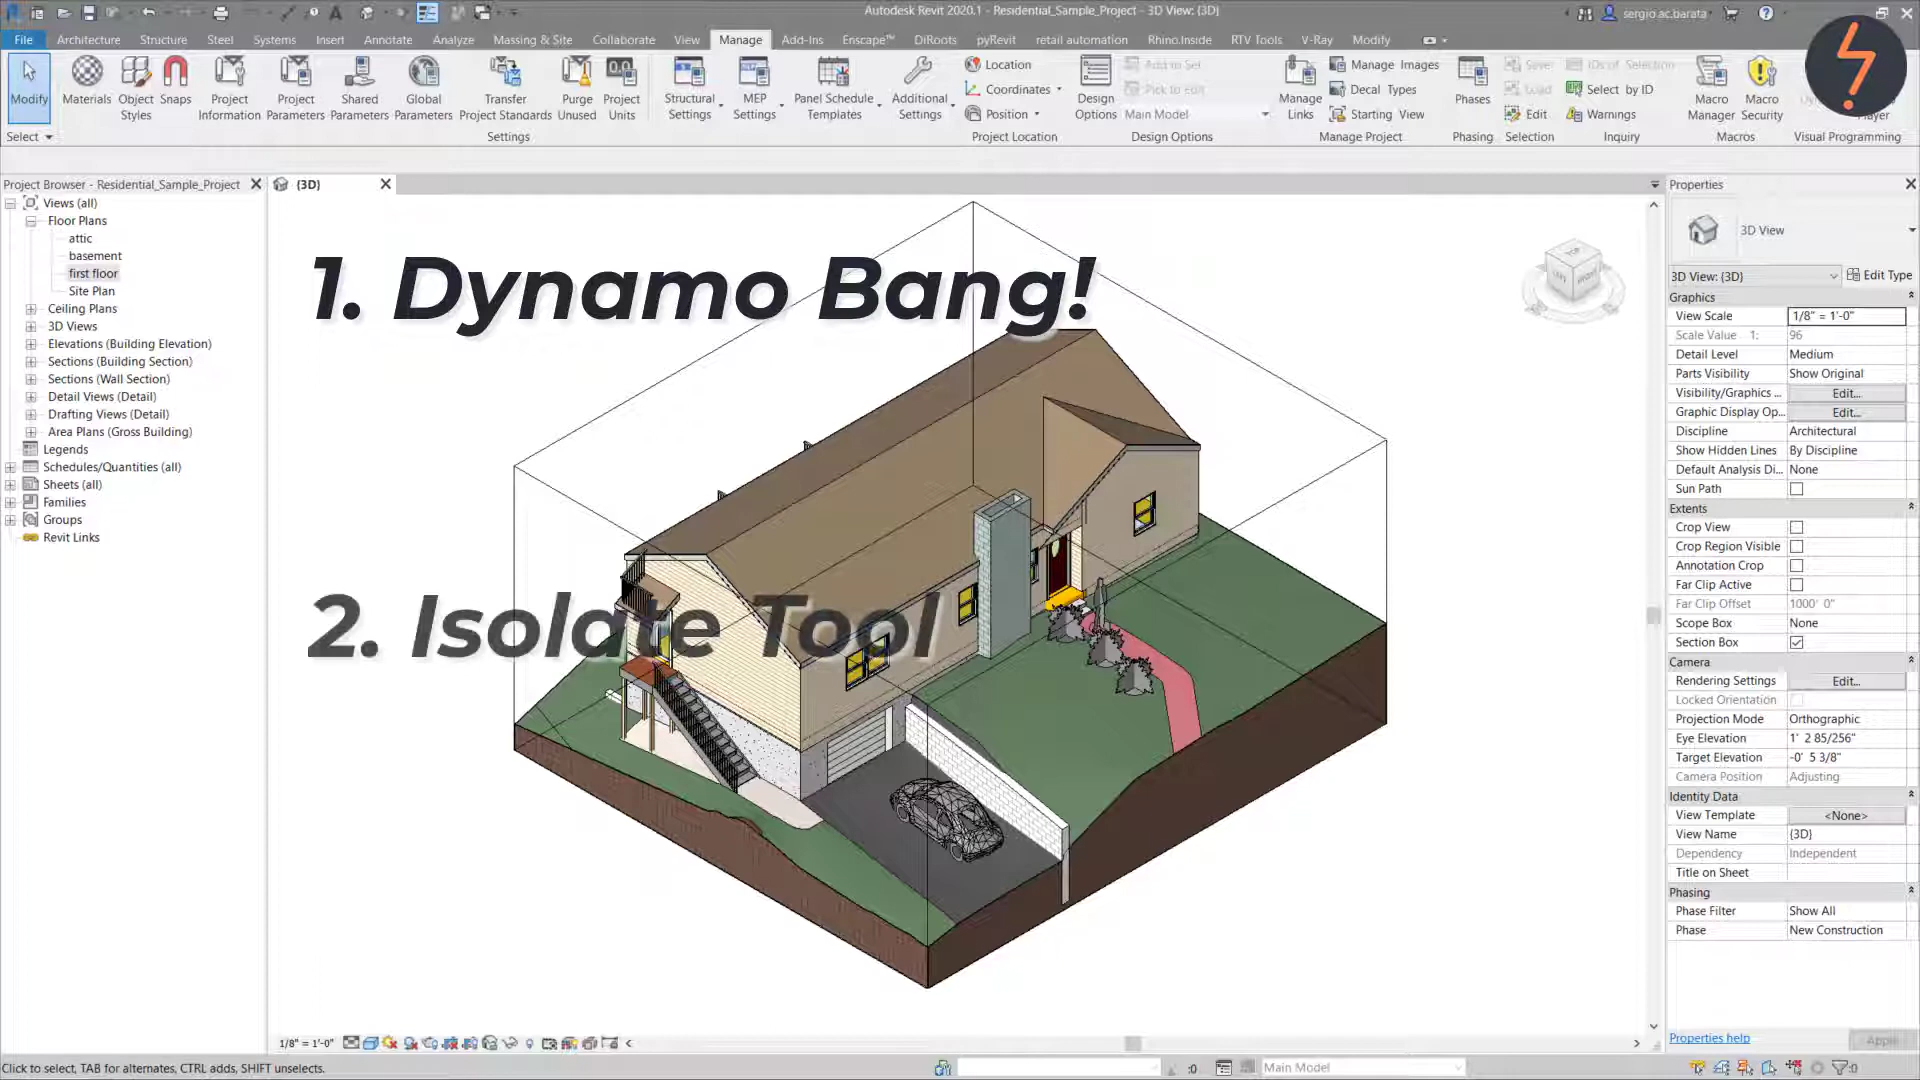 Autodesk Revit 2020.1 - Residential_Sample_Project - 3D View: {3D}
sergio ac.barata
File Architecture Structure Steel Systems Insert Annotate Analyze Massing & Site Collaborate View Manage Add-Ins Enscape™ DiRoots pyRevit retail automation Rhino.Inside RTV Tools V-Ray Modify
Modify
Materials
Object Styles
Snaps
Project Information
Project Parameters
Shared Parameters
Global Parameters
Transfer Project Standards
Purge Unused
Project Units
Structural Settings
MEP Settings
Panel Schedule Templates
Additional Settings
Location
Coordinates
Position
Design Options
Add to Set
Pick to Edit
Main Model
Manage Links
Manage Images
Decal Types
Starting View
Phases
Save
Load
Edit
IDs of Selection
Select by ID
Warnings
Macro Manager
Macro Security
Player
Select
Settings
Project Location
Design Options
Manage Project
Phasing
Selection
Inquiry
Macros
Visual Programming
Project Browser - Residential_Sample_Project
Views (all)
Floor Plans
attic
basement
first floor
Site Plan
Ceiling Plans
3D Views
Elevations (Building Elevation)
Sections (Building Section)
Sections (Wall Section)
Detail Views (Detail)
Drafting Views (Detail)
Area Plans (Gross Building)
Legends
Schedules/Quantities (all)
Sheets (all)
Families
Groups
Revit Links
{3D}
1. Dynamo Bang!
2. Isolate Tool
Properties
3D View
3D View: {3D} Edit Type
Graphics
View Scale 1/8" = 1'-0"
Scale Value 1: 96
Detail Level Medium
Parts Visibility Show Original
Visibility/Graphics ... Edit...
Graphic Display Op... Edit...
Discipline Architectural
Show Hidden Lines By Discipline
Default Analysis Di... None
Sun Path
Extents
Crop View
Crop Region Visible
Annotation Crop
Far Clip Active
Far Clip Offset 1000' 0"
Scope Box None
Section Box
Camera
Rendering Settings Edit...
Locked Orientation
Projection Mode Orthographic
Eye Elevation 1' 2 85/256"
Target Elevation -0' 5 3/8"
Camera Position Adjusting
Identity Data
View Template <None>
View Name {3D}
Dependency Independent
Title on Sheet
Phasing
Phase Filter Show All
Phase New Construction
Properties help
Apply
1/8" = 1'-0"
Click to select, TAB for alternates, CTRL adds, SHIFT unselects.
:0
Main Model
:0